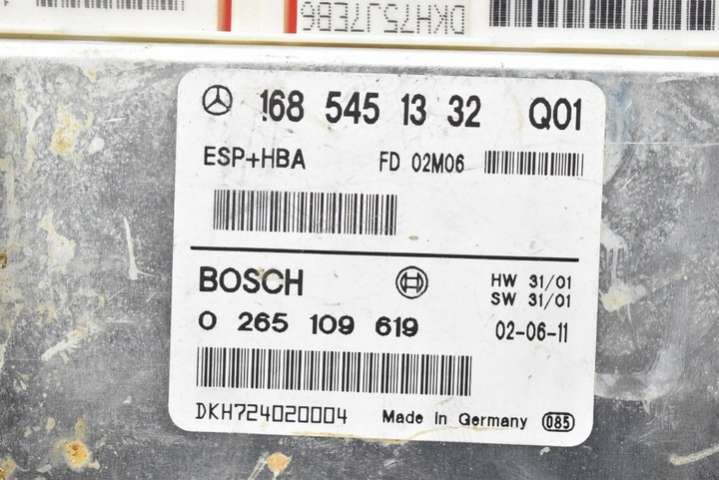 DKH75J7EB6
168 545 13 32 Q01
ESP+HBA FD 02M06
BOSCH HW 31/01
SW 31/01
0 265 109 619 02-06-11
DKH724020004 Made in Germany 085